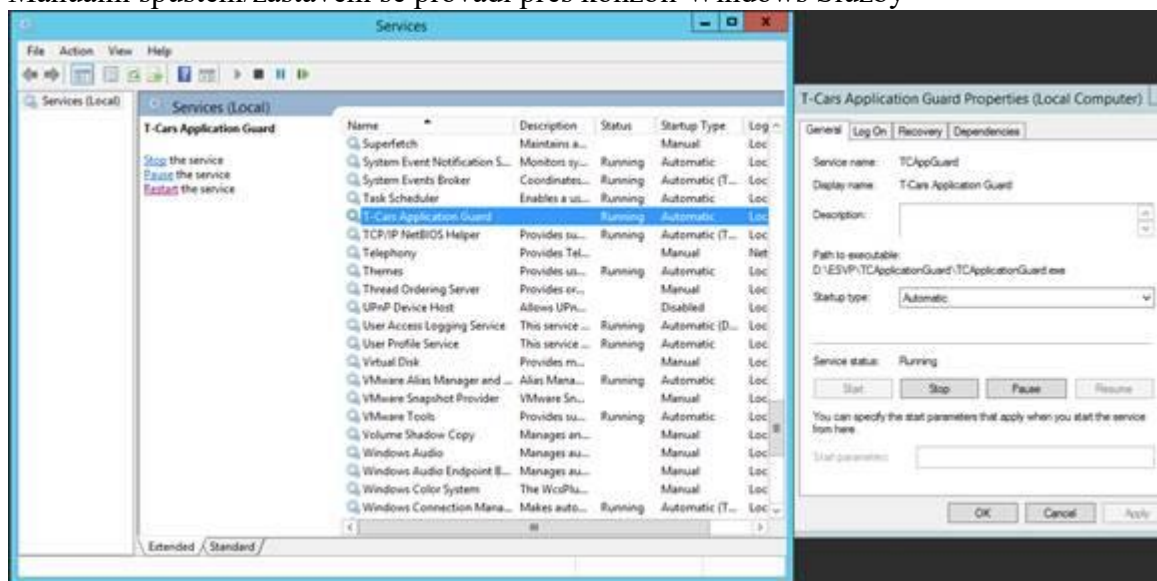 Manuální spuštění/zastavení se provádí přes konzoli Windows Služby
Services
File Action View Help
Services (Local)
Services (Local)
T-Cars Application Guard
Stop the service
Pause the service
Restart the service
Name Description Status Startup Type Log
Superfetch Maintains a... Manual Loc
System Event Notification S... Monitors sy... Running Automatic Loc
System Events Broker Coordinates... Running Automatic (T... Loc
Task Scheduler Enables a us... Running Automatic Loc
T-Cars Application Guard Running Automatic Loc
TCP/IP NetBIOS Helper Provides su... Running Automatic (T... Loc
Telephony Provides Tel... Manual Net
Themes Provides us... Running Automatic Loc
Thread Ordering Server Provides or... Manual Loc
UPnP Device Host Allows UPn... Disabled Loc
User Access Logging Service This service ... Running Automatic (D... Loc
User Profile Service This service ... Running Automatic Loc
Virtual Disk Provides m... Manual Loc
VMware Alias Manager and ... Alias Mana... Running Automatic Loc
VMware Snapshot Provider VMware Sn... Manual Loc
VMware Tools Provides su... Running Automatic Loc
Volume Shadow Copy Manages an... Manual Loc
Windows Audio Manages au... Manual Loc
Windows Audio Endpoint B... Manages au... Manual Loc
Windows Color System The WcsPlu... Manual Loc
Windows Connection Mana... Makes auto... Running Automatic (T... Loc
Extended Standard
T-Cars Application Guard Properties (Local Computer)
General Log On Recovery Dependencies
Service name: TCAppGuard
Display name: T-Cars Application Guard
Description:
Path to executable:
D:\ESVP\TCApplicationGuard\TCApplicationGuard.exe
Startup type: Automatic
Service status: Running
Start Stop Pause Resume
You can specify the start parameters that apply when you start the service
from here.
Start parameters:
OK Cancel Apply